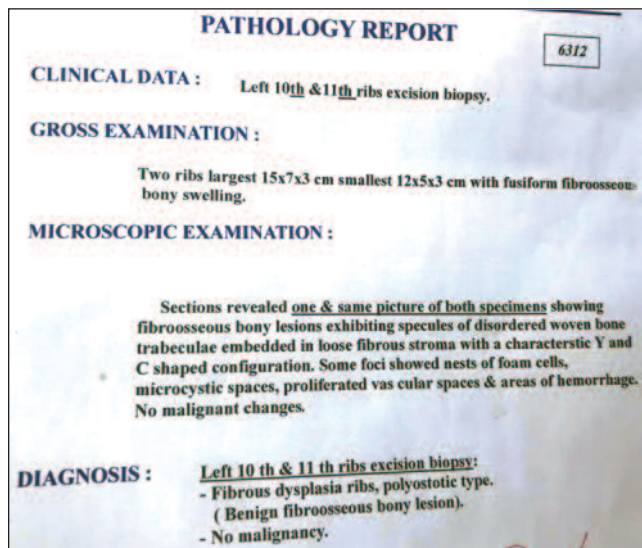 PATHOLOGY REPORT
6312
CLINICAL DATA : Left 10th &11th ribs excision biopsy.
GROSS EXAMINATION :
Two ribs largest 15x7x3 cm smallest 12x5x3 cm with fusiform fibroosseous
bony swelling.
MICROSCOPIC EXAMINATION :
Sections revealed one & same picture of both specimens showing
fibroosseous bony lesions exhibiting specules of disordered woven bone
trabeculae embedded in loose fibrous stroma with a characterstic Y and
C shaped configuration. Some foci showed nests of foam cells,
microcystic spaces, proliferated vas cular spaces & areas of hemorrhage.
No malignant changes.
DIAGNOSIS : Left 10 th & 11 th ribs excision biopsy:
- Fibrous dysplasia ribs, polyostotic type.
( Benign fibroosseous bony lesion).
- No malignancy.